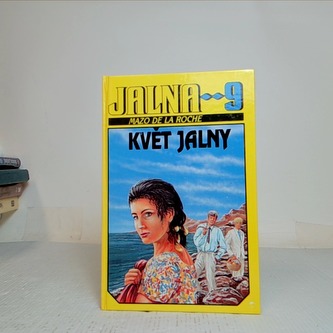 JALNA 9
MAZO DE LA ROCHE
KVĚT JALNY